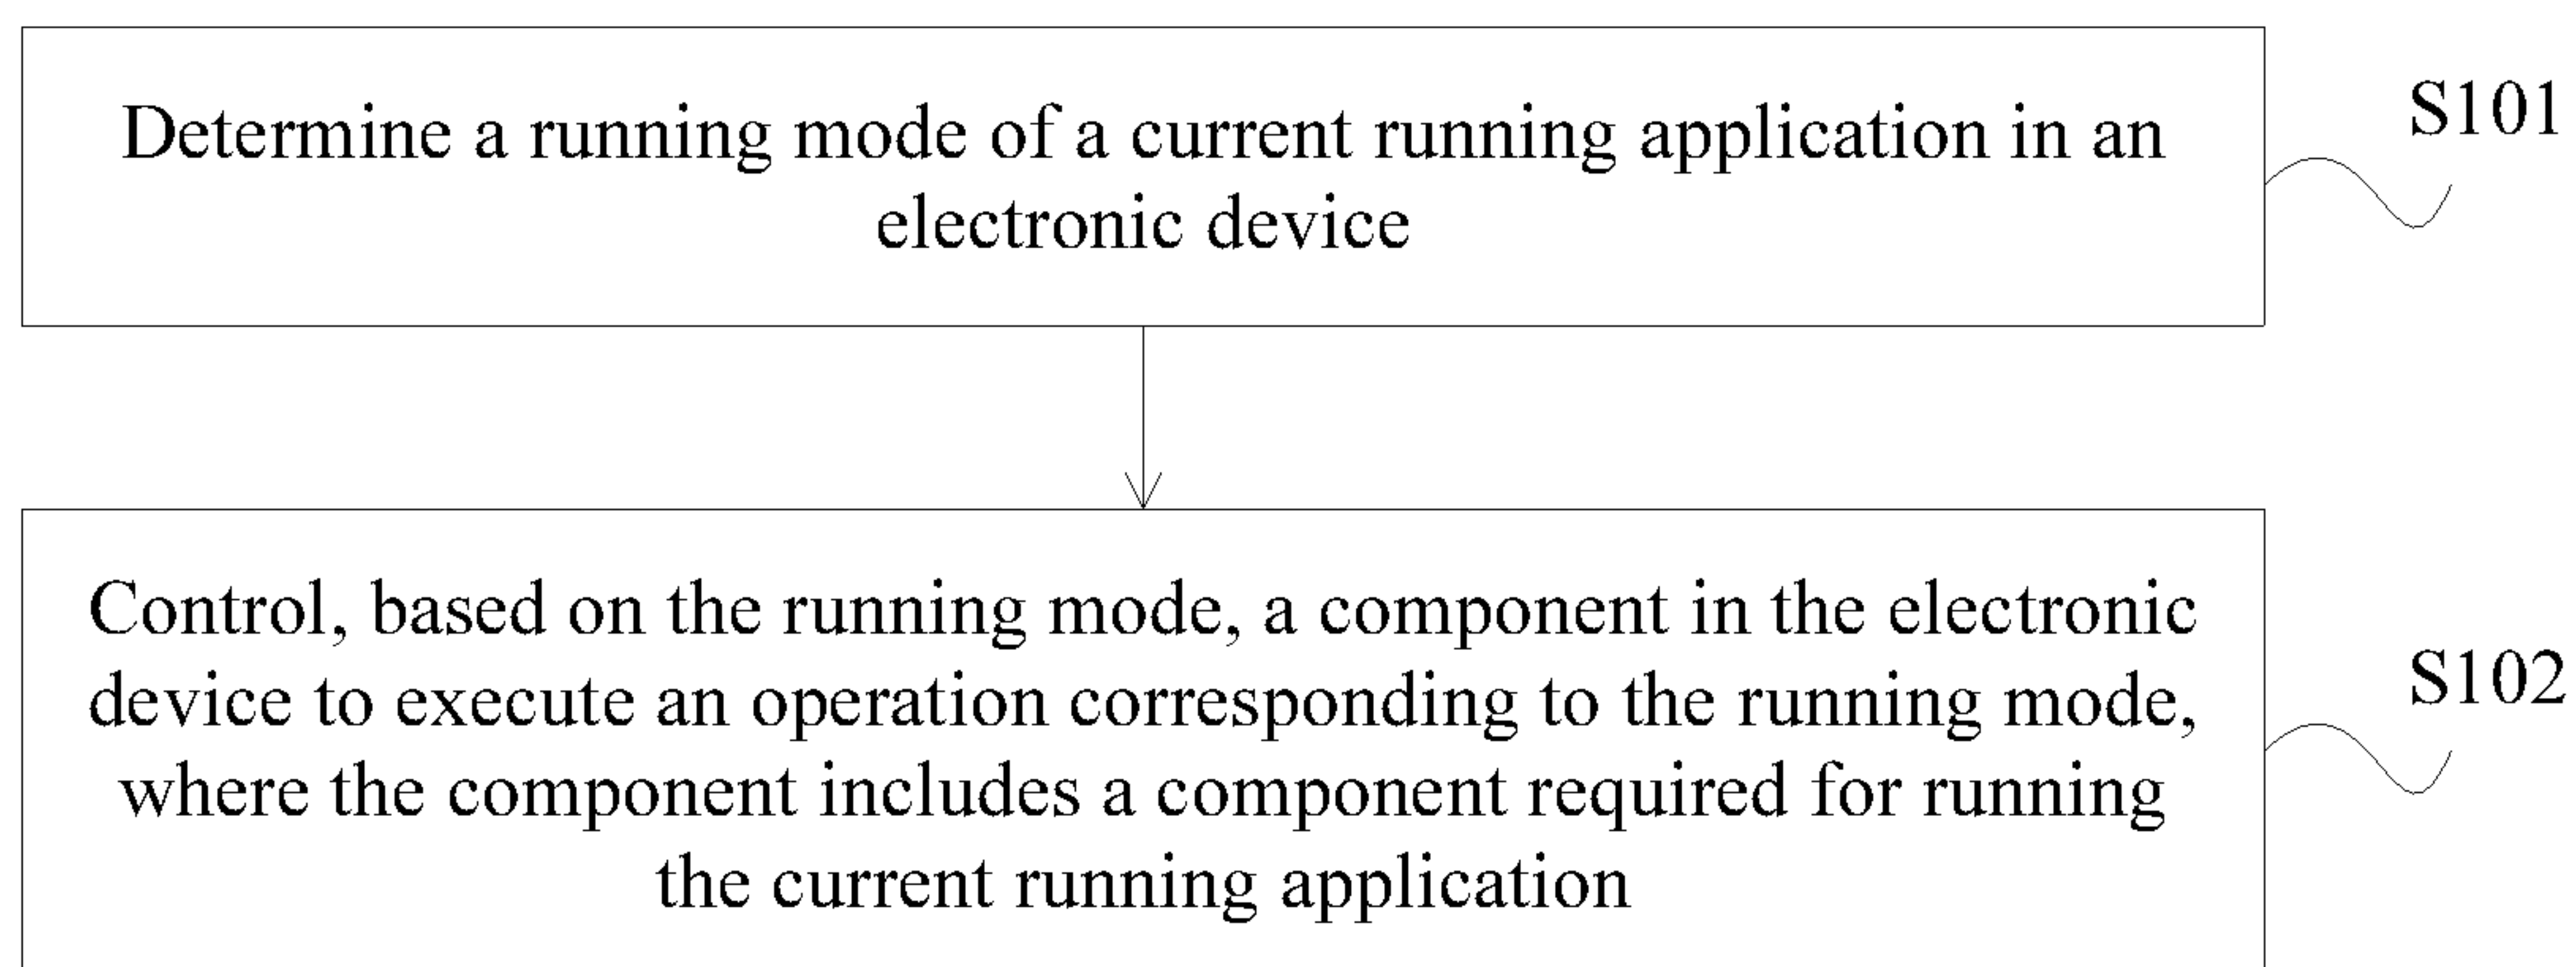 Determine a running mode of a current running application in an
electronic device
S101
Control, based on the running mode, a component in the electronic
device to execute an operation corresponding to the running mode,
where the component includes a component required for running
the current running application
S102